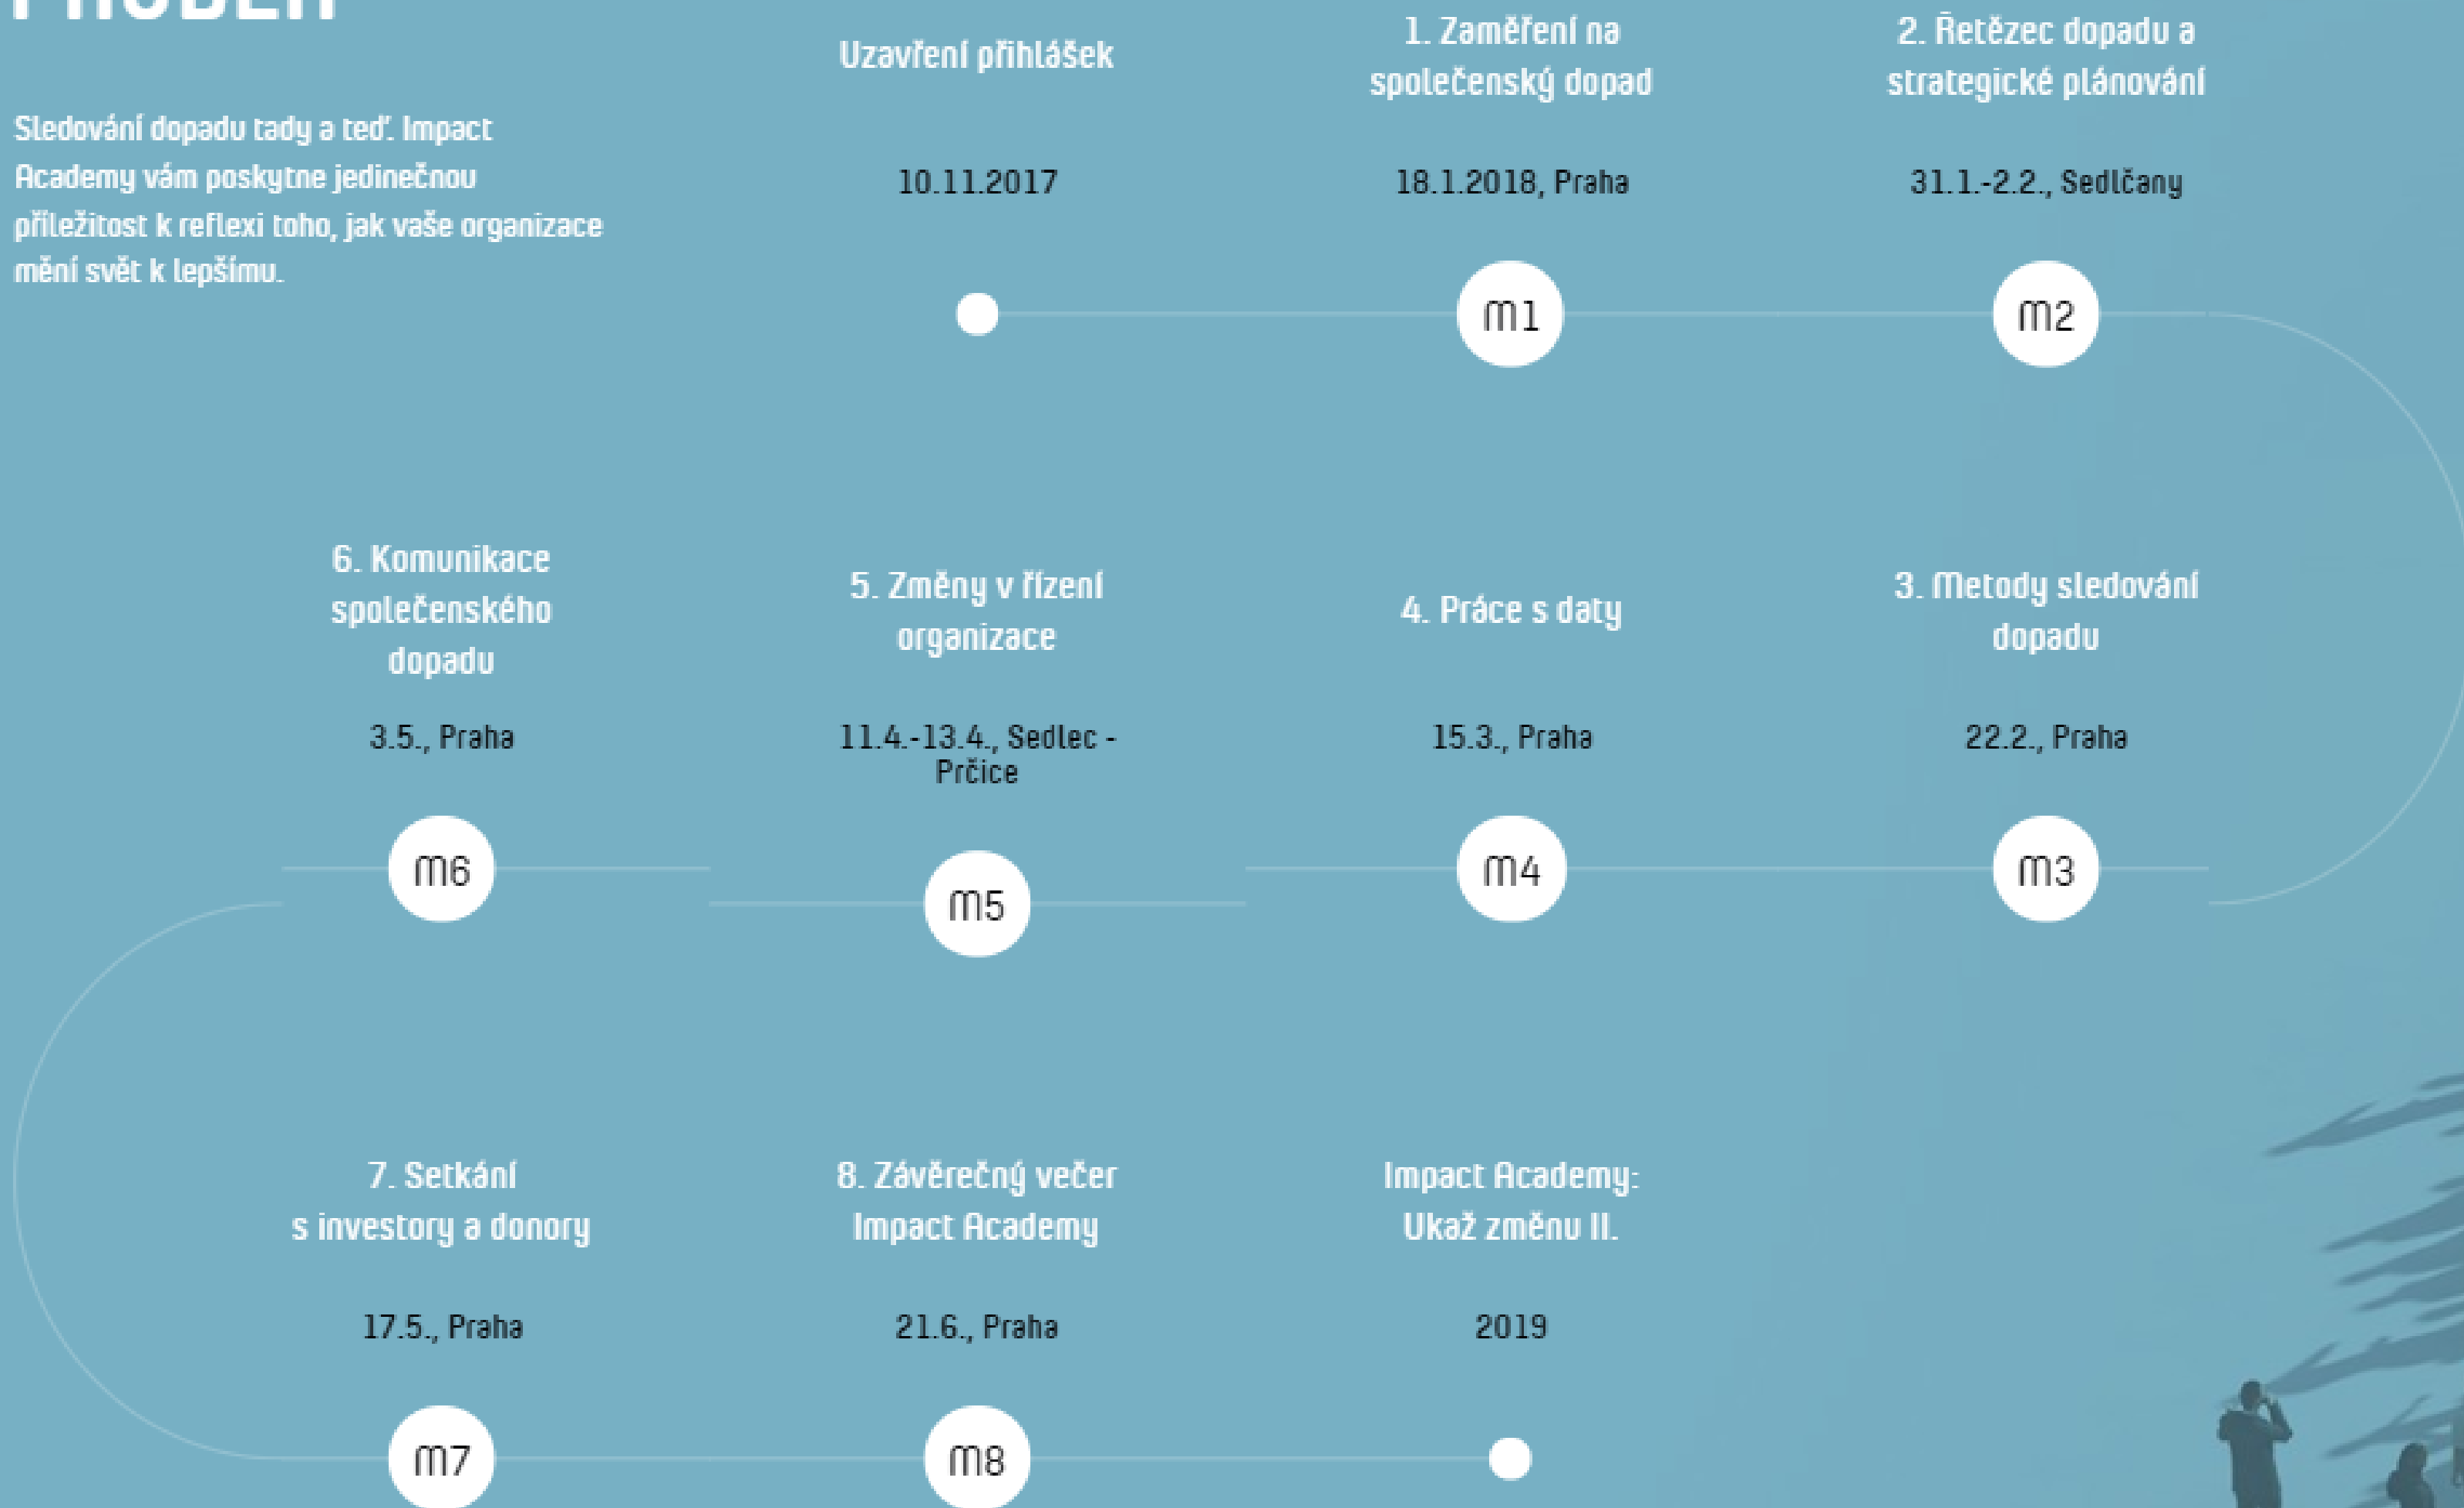 Sledování dopadu tady a teď. Impact
Academy vám poskytne jedinečnou
příležitost k reflexi toho, jak vaše organizace
mění svět k lepšímu.
Uzavření přihlášek
10.11.2017
1. Zaměření na
společenský dopad
18.1.2018, Praha
M1
2. Řetězec dopadu a
strategické plánování
31.1.-2.2., Sedlčany
M2
3. Metody sledování
dopadu
22.2., Praha
M3
4. Práce s daty
15.3., Praha
M4
5. Změny v řízení
organizace
11.4.-13.4., Sedlec -
Prčice
M5
6. Komunikace
společenského
dopadu
3.5., Praha
M6
7. Setkání
s investory a donory
17.5., Praha
M7
8. Závěrečný večer
Impact Academy
21.6., Praha
M8
Impact Academy:
Ukaž změnu II.
2019